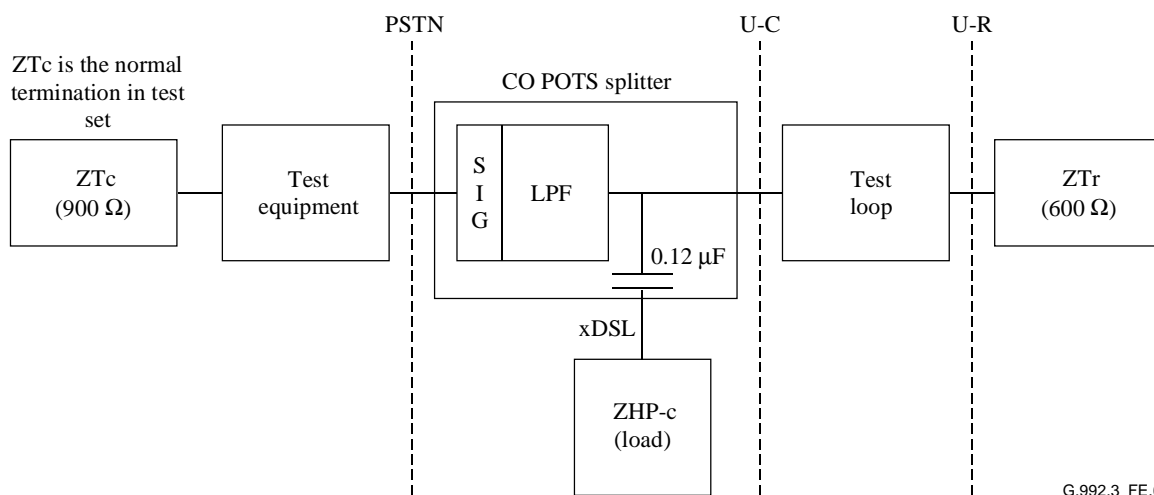 PSTN
U-C
U-R
ZTc is the normal
termination in test
set
CO POTS splitter
ZTc
(900 Ω)
Test
equipment
S
I
G
LPF
Test
loop
ZTr
(600 Ω)
0.12 µF
xDSL
ZHP-c
(load)